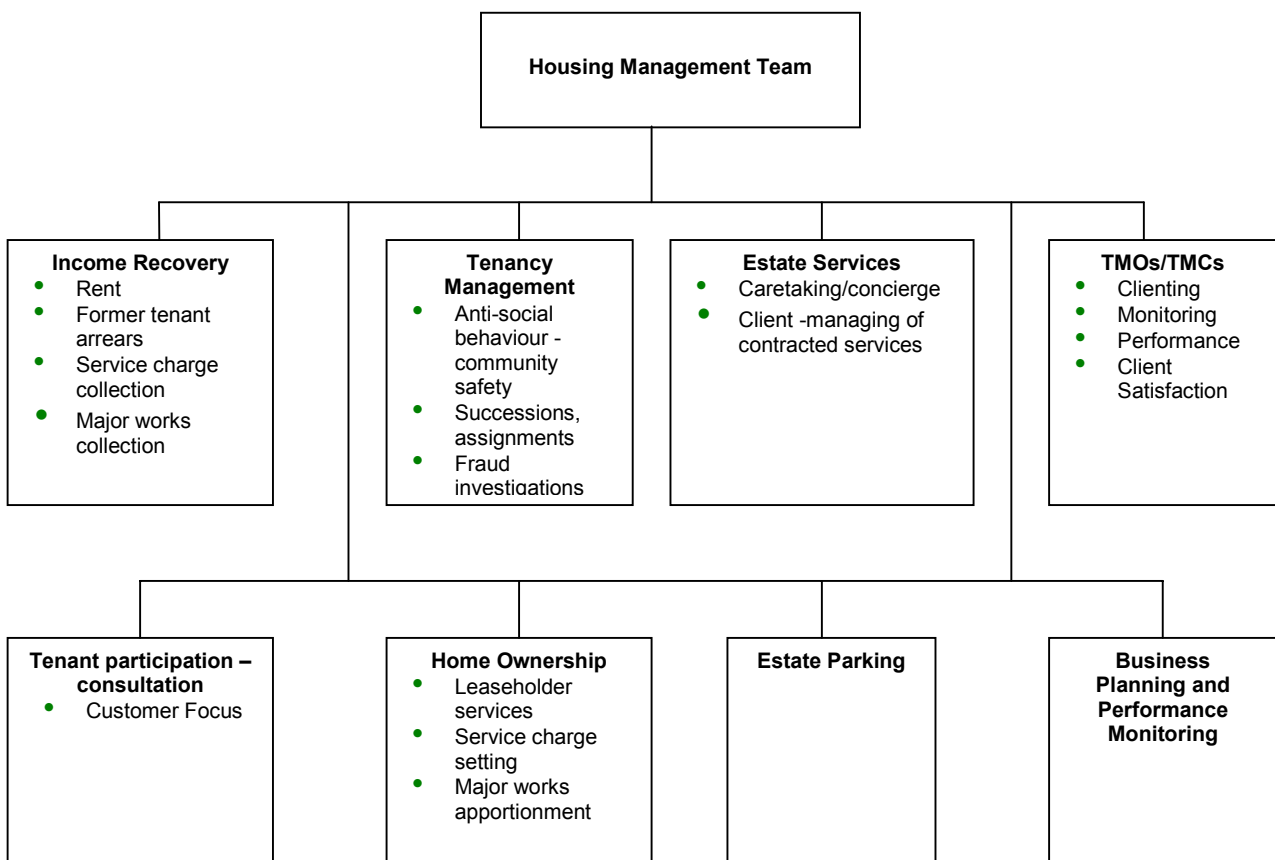 Housing Management Team
Income Recovery
• Rent
• Former tenant
arrears
• Service charge
collection
• Major works
collection
Tenancy
Management
• Anti-social
behaviour -
community
safety
• Successions,
assignments
• Fraud
investigations
Estate Services
• Caretaking/concierge
• Client -managing of
contracted services
TMOs/TMCs
• Clienting
• Monitoring
• Performance
• Client
Satisfaction
Tenant participation –
consultation
• Customer Focus
Home Ownership
• Leaseholder
services
• Service charge
setting
• Major works
apportionment
Estate Parking
Business
Planning and
Performance
Monitoring